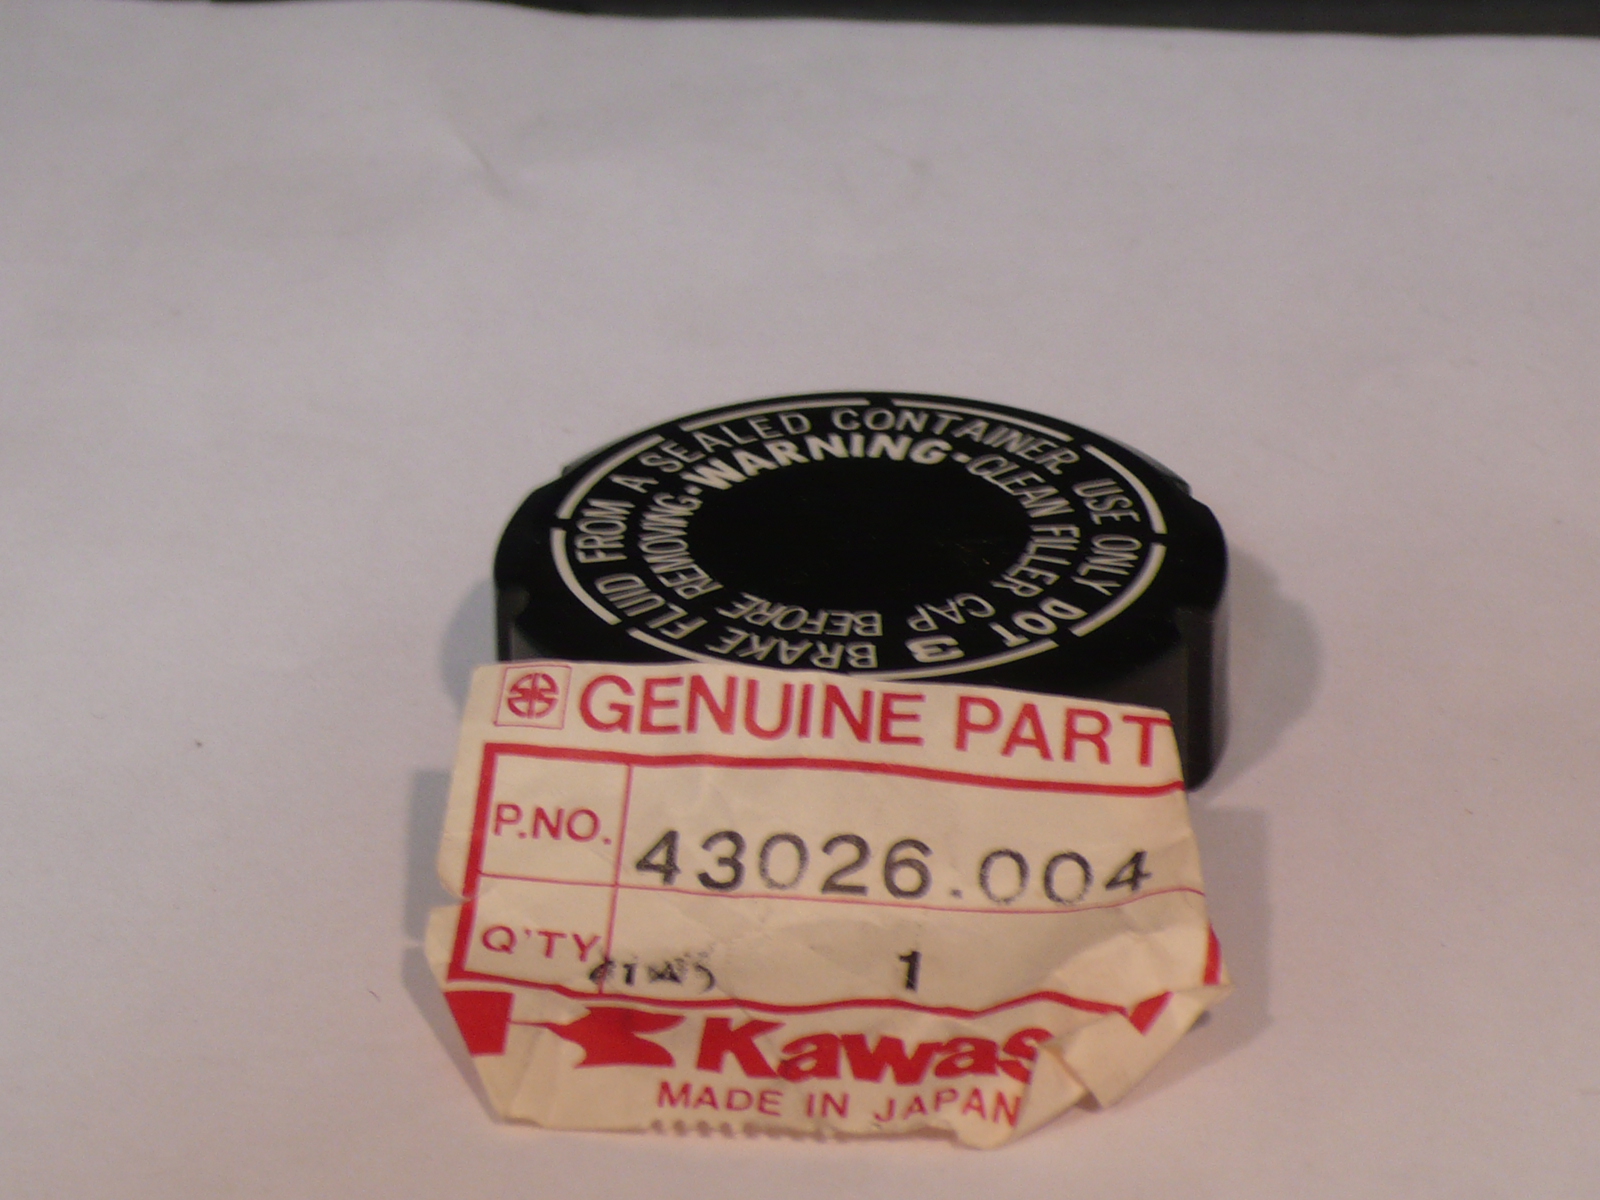 WARNING-CLEAN FILLER CAP BEFORE REMOVING-
USE ONLY DOT 3 BRAKE FLUID FROM A SEALED CONTAINER.
GENUINE PART
P.NO. 43026.004
Q'TY 1
Kawas
MADE IN JAPAN